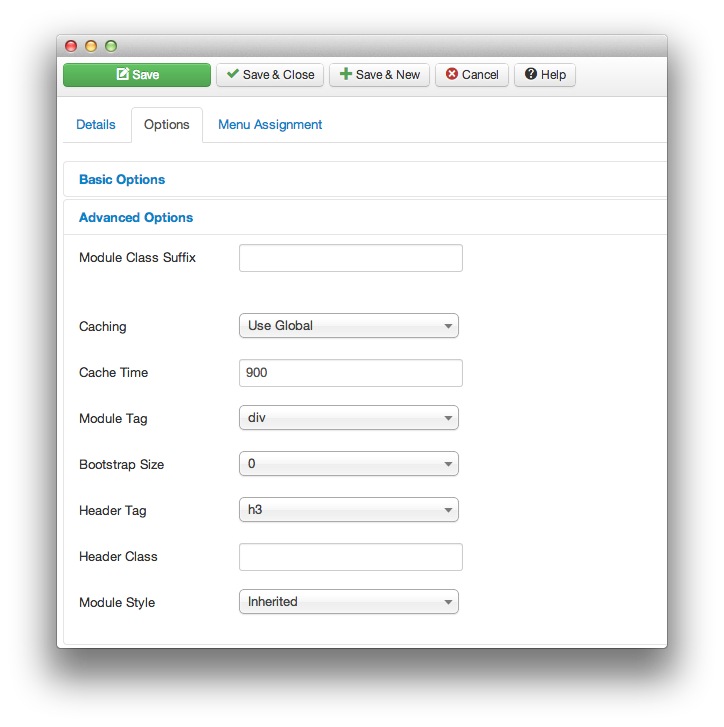 Save Save & Close Save & New Cancel Help
Details Options Menu Assignment
Basic Options
Advanced Options
Module Class Suffix
Caching Use Global
Cache Time 900
Module Tag div
Bootstrap Size 0
Header Tag h3
Header Class
Module Style Inherited